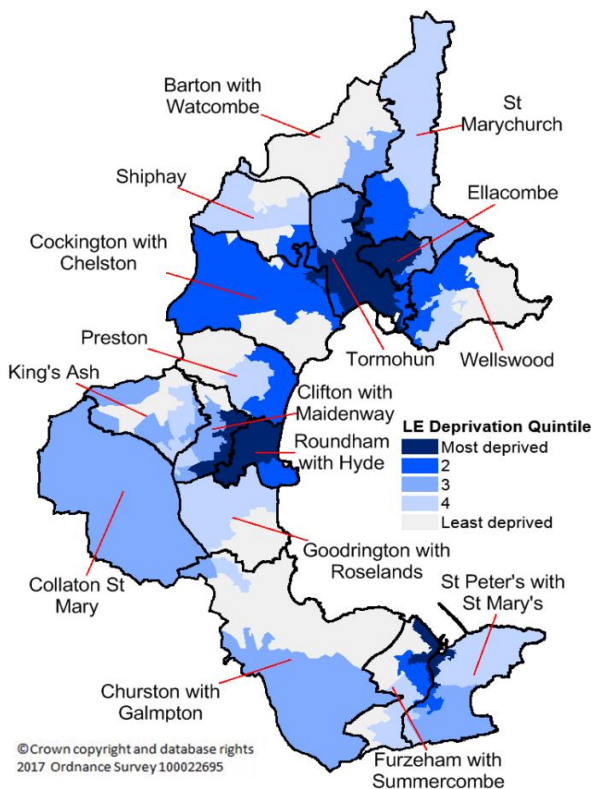 Barton with
Watcombe
St
Marychurch
Shiphay
Ellacombe
Cockington with
Chelston
Preston
Tormohun
Wellswood
King's Ash
Clifton with
Maidenway
Roundham
with Hyde
LE Deprivation Quintile
Most deprived
2
3
4
Least deprived
Goodrington with
Roselands
Collaton St
Mary
St Peter's with
St Mary's
Churston with
Galmpton
Furzeham with
Summercombe
©Crown copyright and database rights
2017 Ordnance Survey 100022695